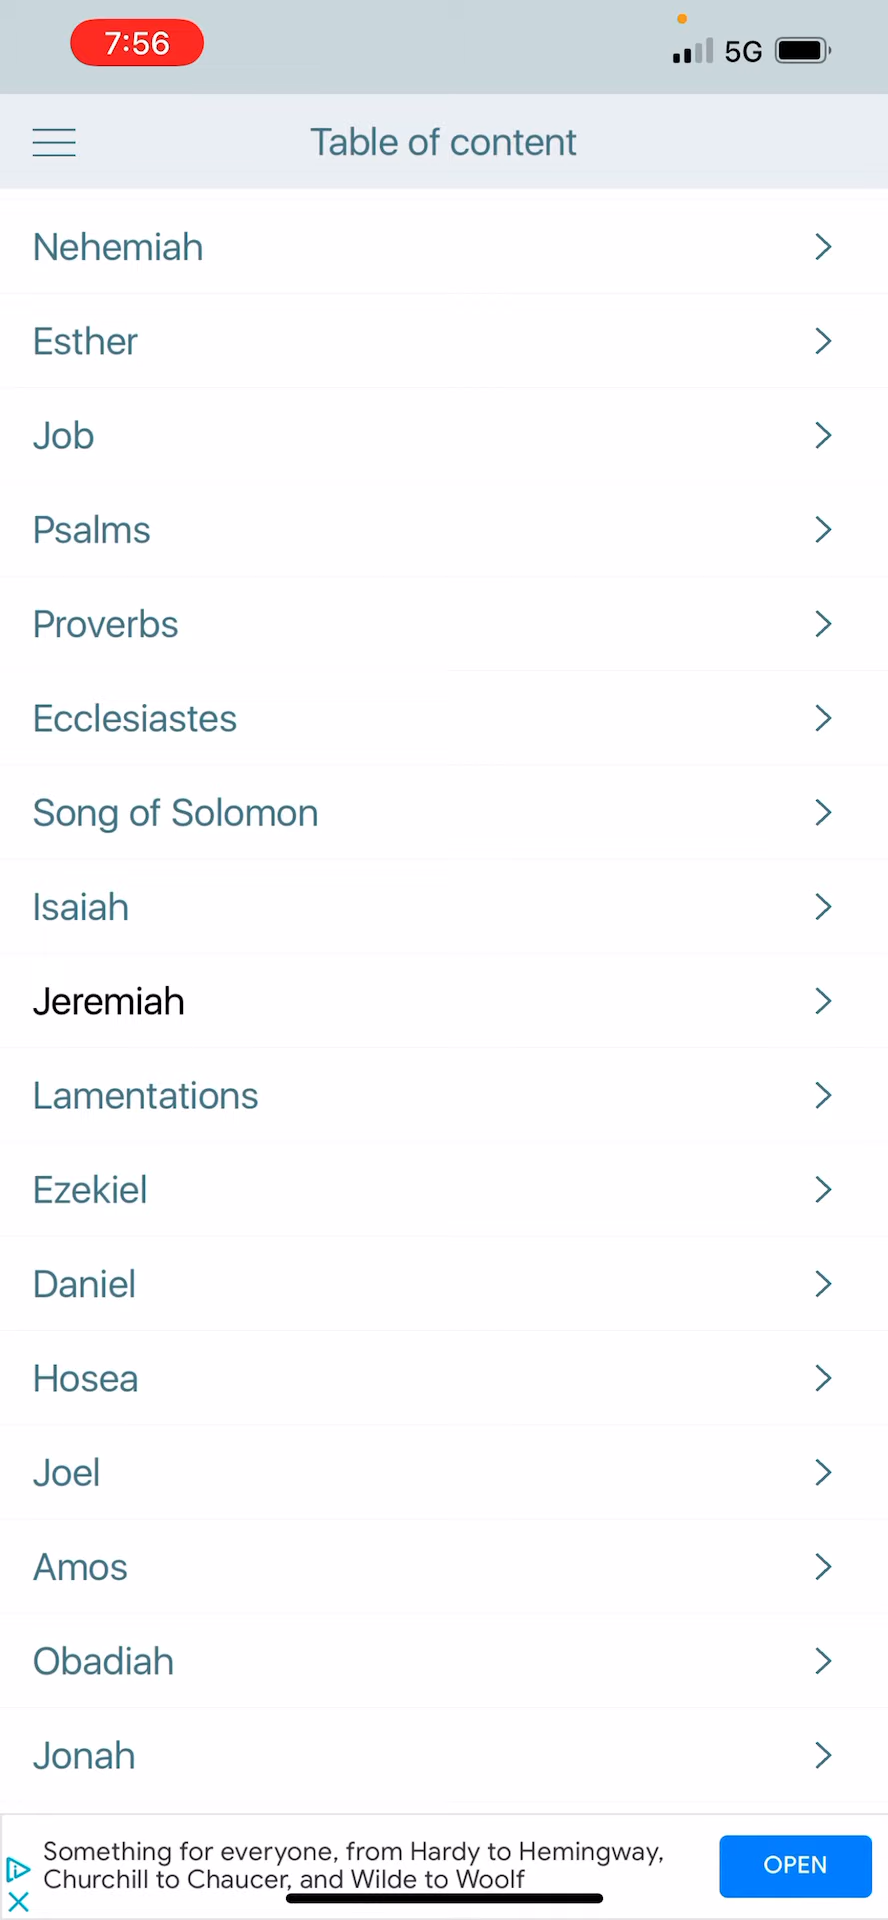 7:56
5G
Table of content
Nehemiah
Esther
Job
Psalms
Proverbs
Ecclesiastes
Song of Solomon
Isaiah
Jeremiah
Lamentations
Ezekiel
Daniel
Hosea
Joel
Amos
Obadiah
Jonah
Something for everyone, from Hardy to Hemingway,
Churchill to Chaucer, and Wilde to Woolf
OPEN